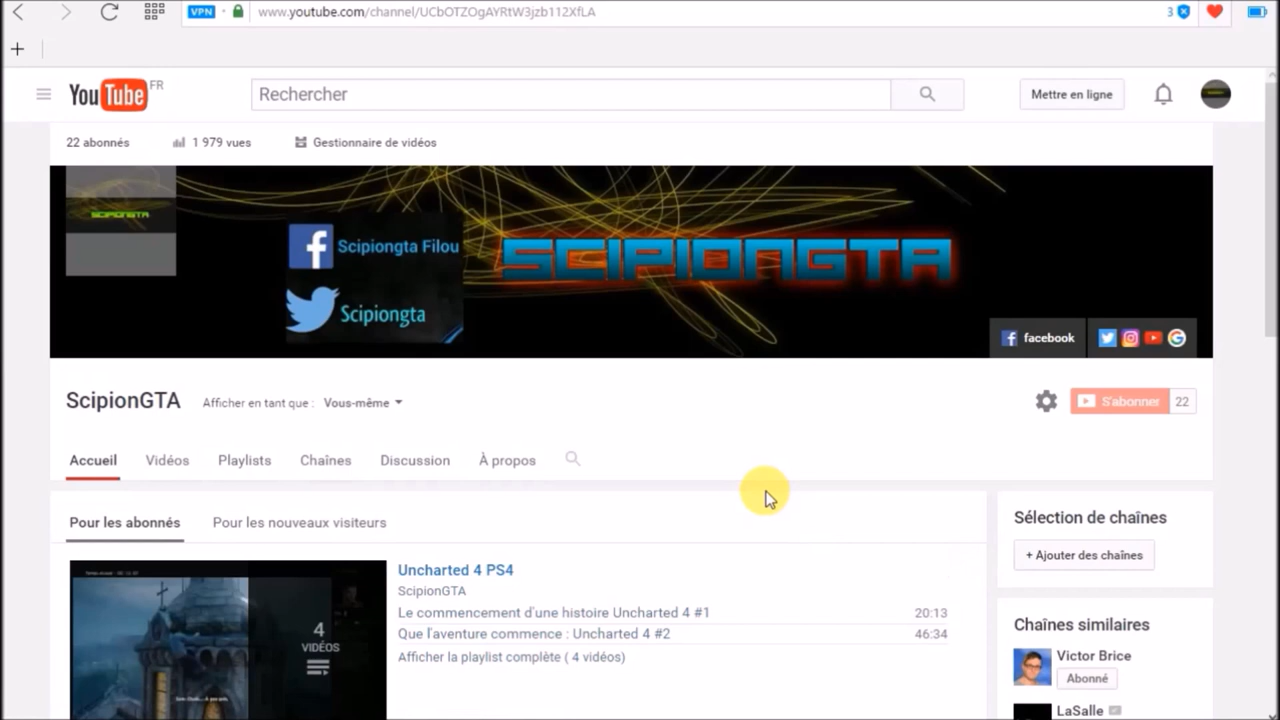 VPN www.youtube.com/channel/UCbOTZOgAYRtW3jzb112XfLA 3
YouTube FR Rechercher Mettre en ligne
22 abonnés 1 979 vues Gestionnaire de vidéos
SCIPIONGTA
Scipiongta Filou
SCIPIONGTA
Scipiongta
facebook
ScipionGTA Afficher en tant que : Vous-même S'abonner 22
Accueil Vidéos Playlists Chaînes Discussion À propos
Pour les abonnés Pour les nouveaux visiteurs
Sélection de chaînes
+ Ajouter des chaînes
4
VIDÉOS
Uncharted 4 PS4
ScipionGTA
Le commencement d'une histoire Uncharted 4 #1 20:13
Que l'aventure commence : Uncharted 4 #2 46:34
Afficher la playlist complète ( 4 vidéos)
Chaînes similaires
Victor Brice
Abonné
LaSalle